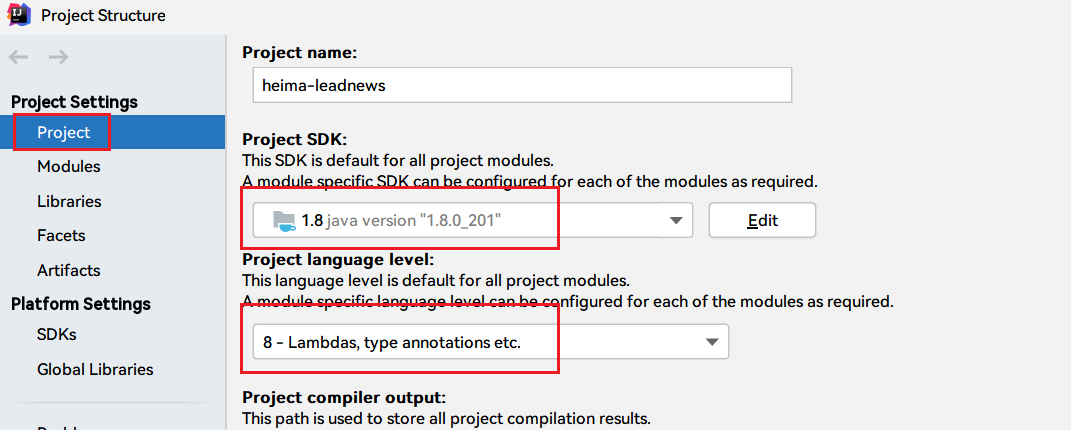 Project Structure
Project Settings
Project
Modules
Libraries
Facets
Artifacts
Platform Settings
SDKs
Global Libraries
Project name:
heima-leadnews
Project SDK:
This SDK is default for all project modules.
A module specific SDK can be configured for each of the modules as required.
1.8 java version "1.8.0_201"
Edit
Project language level:
This language level is default for all project modules.
A module specific language level can be configured for each of the modules as required.
8 - Lambdas, type annotations etc.
Project compiler output:
This path is used to store all project compilation results.